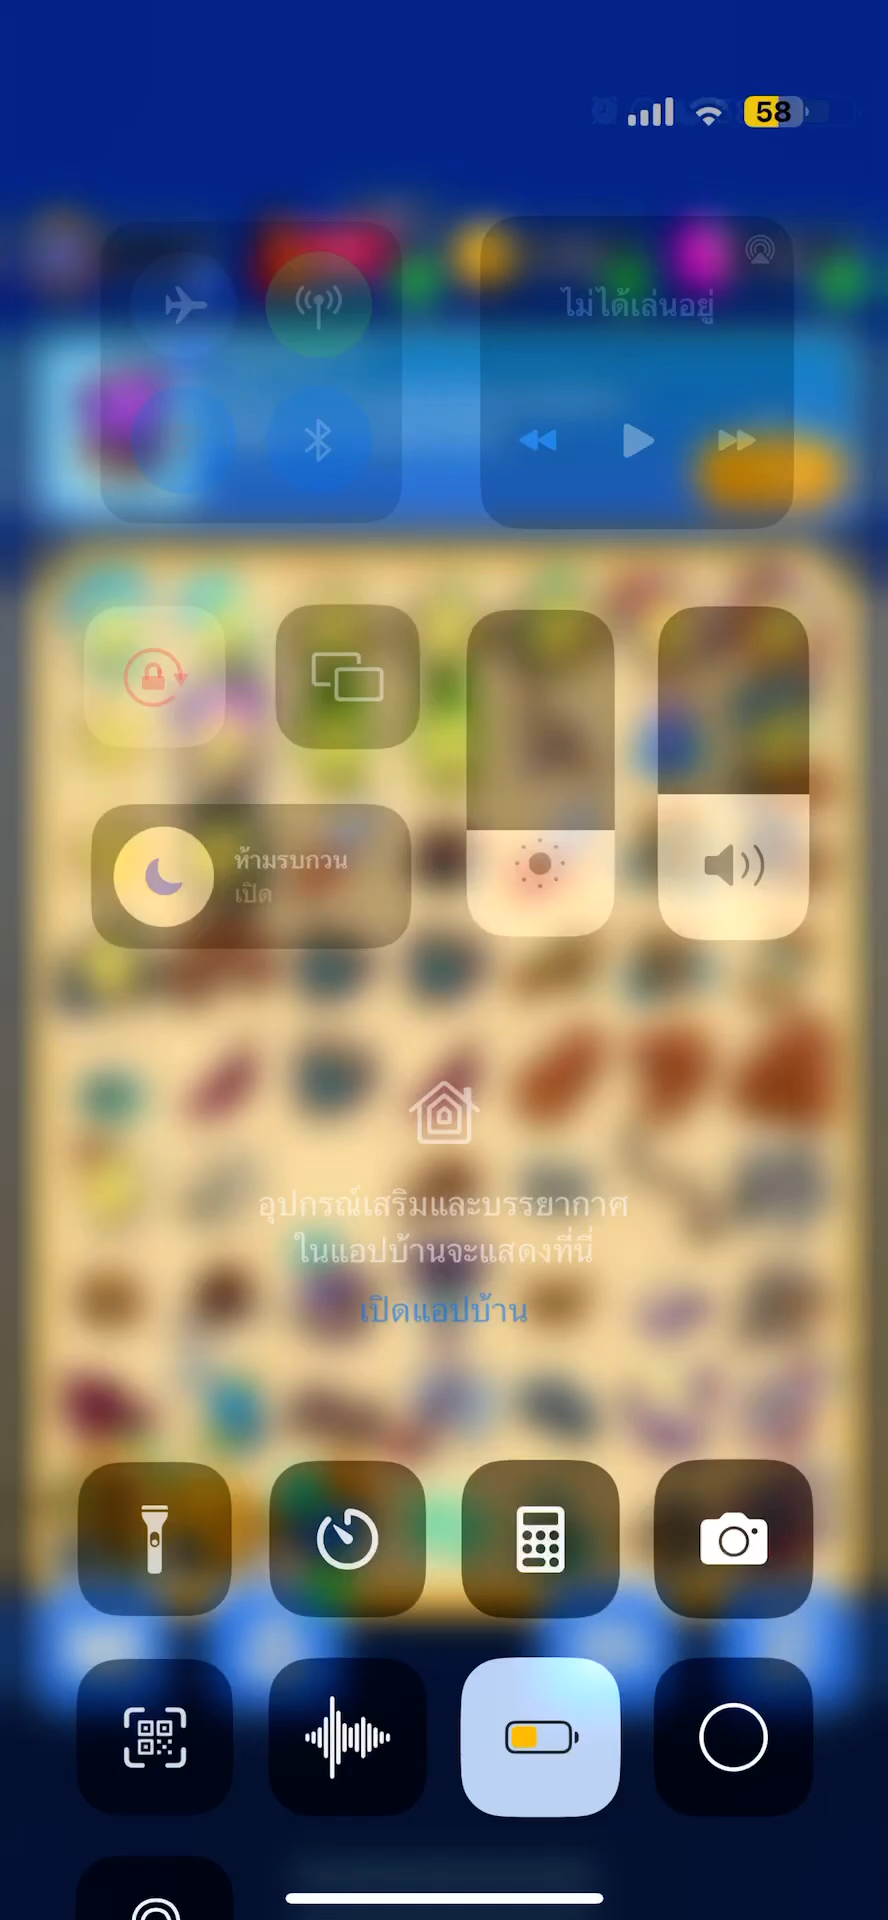 58
ไม่ได้เล่นอยู่
ห้ามรบกวน
เปิด
อุปกรณ์เสริมและบรรยากาศ
ในแอปบ้านจะแสดงที่นี่
เปิดแอปบ้าน